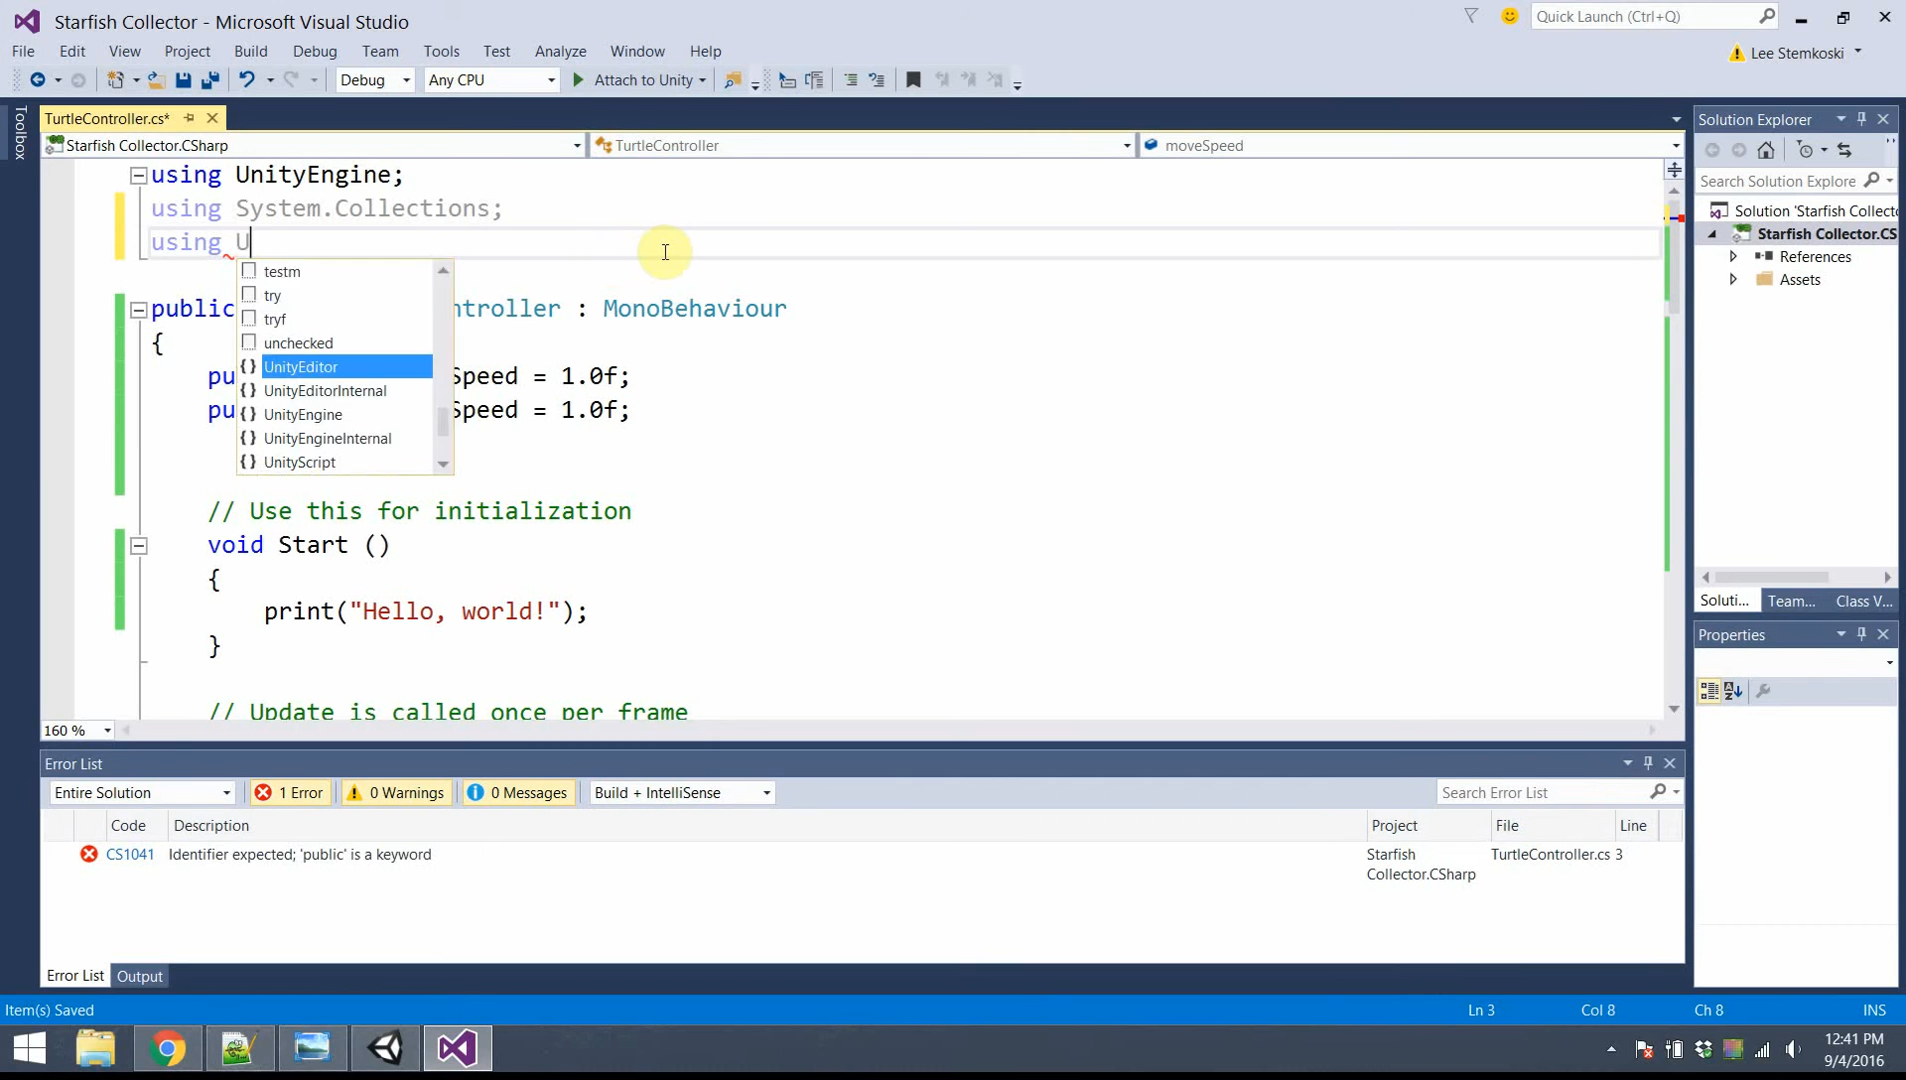 Starfish Collector - Microsoft Visual Studio
Quick Launch (Ctrl+Q)
File Edit View Project Build Debug Team Tools Test Analyze Window Help
Lee Stemkoski
Debug Any CPU Attach to Unity
Toolbox
TurtleController.cs*
Starfish Collector.CSharp TurtleController moveSpeed
using UnityEngine;
using System.Collections;
using U
testm
try
tryf
unchecked
UnityEditor
UnityEditorInternal
UnityEngine
UnityEngineInternal
UnityScript
public ntroller : MonoBehaviour
{
pu Speed = 1.0f;
pu Speed = 1.0f;
// Use this for initialization
void Start ()
{
print("Hello, world!");
}
// Update is called once per frame
160 %
Solution Explorer
Search Solution Explore
Solution 'Starfish Collecto
Starfish Collector.CS
References
Assets
Soluti... Team... Class V...
Properties
Error List
Entire Solution 1 Error 0 Warnings 0 Messages Build + IntelliSense Search Error List
Code Description Project File Line
CS1041 Identifier expected; 'public' is a keyword Starfish Collector.CSharp TurtleController.cs 3
Error List Output
Item(s) Saved Ln 3 Col 8 Ch 8 INS
12:41 PM
9/4/2016